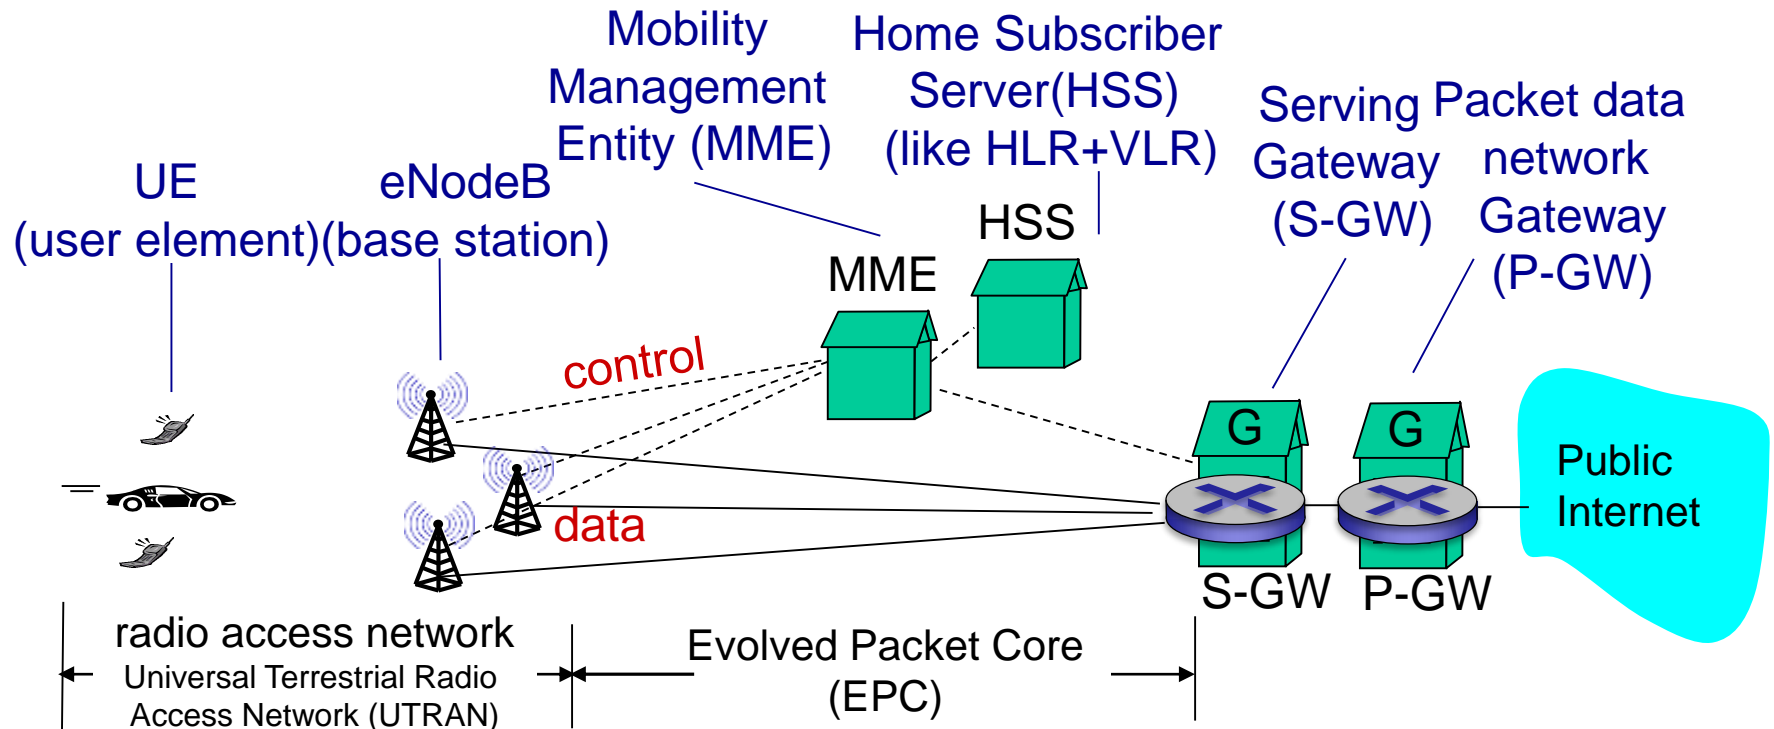 Mobility
Management
Entity (MME)
Home Subscriber
Server(HSS)
(like HLR+VLR)
Serving
Gateway
(S-GW)
Packet data
network
Gateway
(P-GW)
UE
(user element)
eNodeB
(base station)
HSS
MME
control
data
G
G
Public
Internet
S-GW
P-GW
radio access network
Universal Terrestrial Radio
Access Network (UTRAN)
Evolved Packet Core
(EPC)